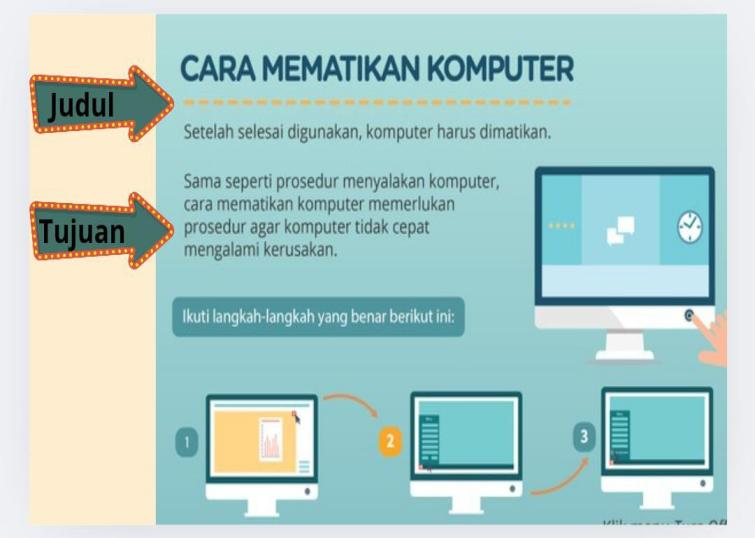 CARA MEMATIKAN KOMPUTER
Judul
Setelah selesai digunakan, komputer harus dimatikan.
Sama seperti prosedur menyalakan komputer,
cara mematikan komputer memerlukan
Tujuan
prosedur agar komputer tidak cepat
mengalami kerusakan.
Ikuti langkah-langkah yang benar berikut ini:
1
2
3